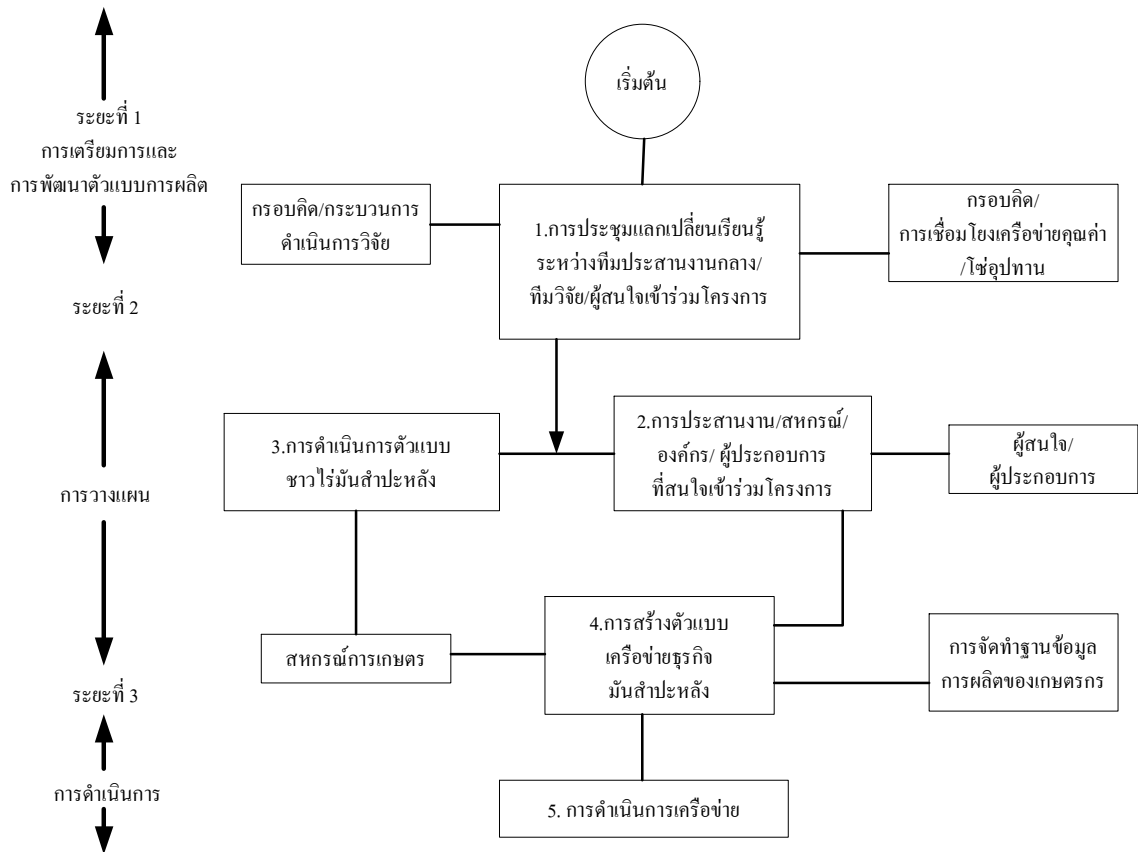 เริ่มต้น
ระยะที่ 1
การเตรียมการและ
การพัฒนาตัวแบบการผลิต
กรอบคิด/กระบวนการ
ดำเนินการวิจัย
1.การประชุมแลกเปลี่ยนเรียนรู้
ระหว่างทีมประสานงานกลาง/
ทีมวิจัย/ผู้สนใจเข้าร่วมโครงการ
กรอบคิด/
การเชื่อมโยงเครือข่ายคุณค่า
/โซ่อุปทาน
ระยะที่ 2
3.การดำเนินการตัวแบบ
ชาวไร่มันสำปะหลัง
2.การประสานงาน/สหกรณ์/
องค์กร/ ผู้ประกอบการ
ที่สนใจเข้าร่วมโครงการ
ผู้สนใจ/
ผู้ประกอบการ
การวางแผน
สหกรณ์การเกษตร
4.การสร้างตัวแบบ
เครือข่ายธุรกิจ
มันสำปะหลัง
การจัดทำฐานข้อมูล
การผลิตของเกษตรกร
ระยะที่ 3
การดำเนินการ
5. การดำเนินการเครือข่าย